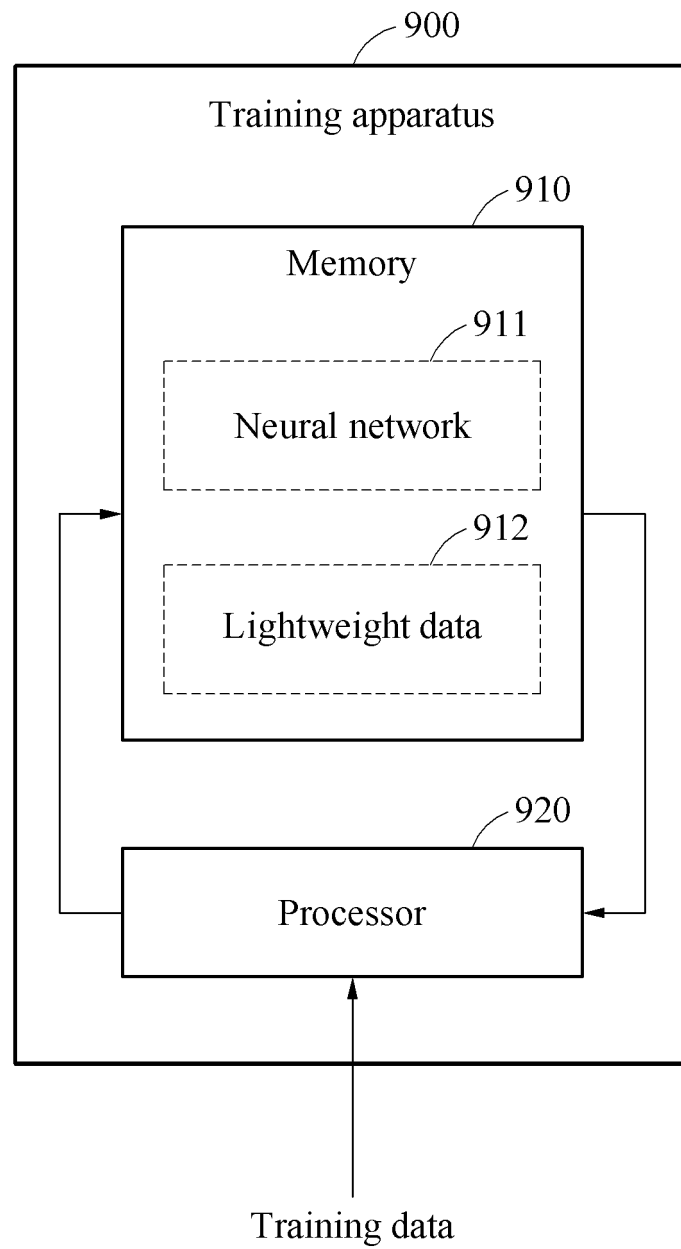 900
Training apparatus
910
Memory
911
Neural network
912
Lightweight data
920
Processor
Training data